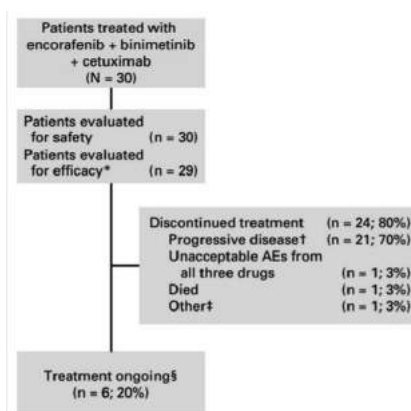 Patients treated with
encorafenib + binimetinib
+ cetuximab
(N = 30)
Patients evaluated
for safety (n = 30)
Patients evaluated
for efficacy* (n = 29)
Discontinued treatment (n = 24; 80%)
Progressive disease† (n = 21; 70%)
Unacceptable AEs from
all three drugs (n = 1; 3%)
Died (n = 1; 3%)
Other‡ (n = 1; 3%)
Treatment ongoing§
(n = 6; 20%)